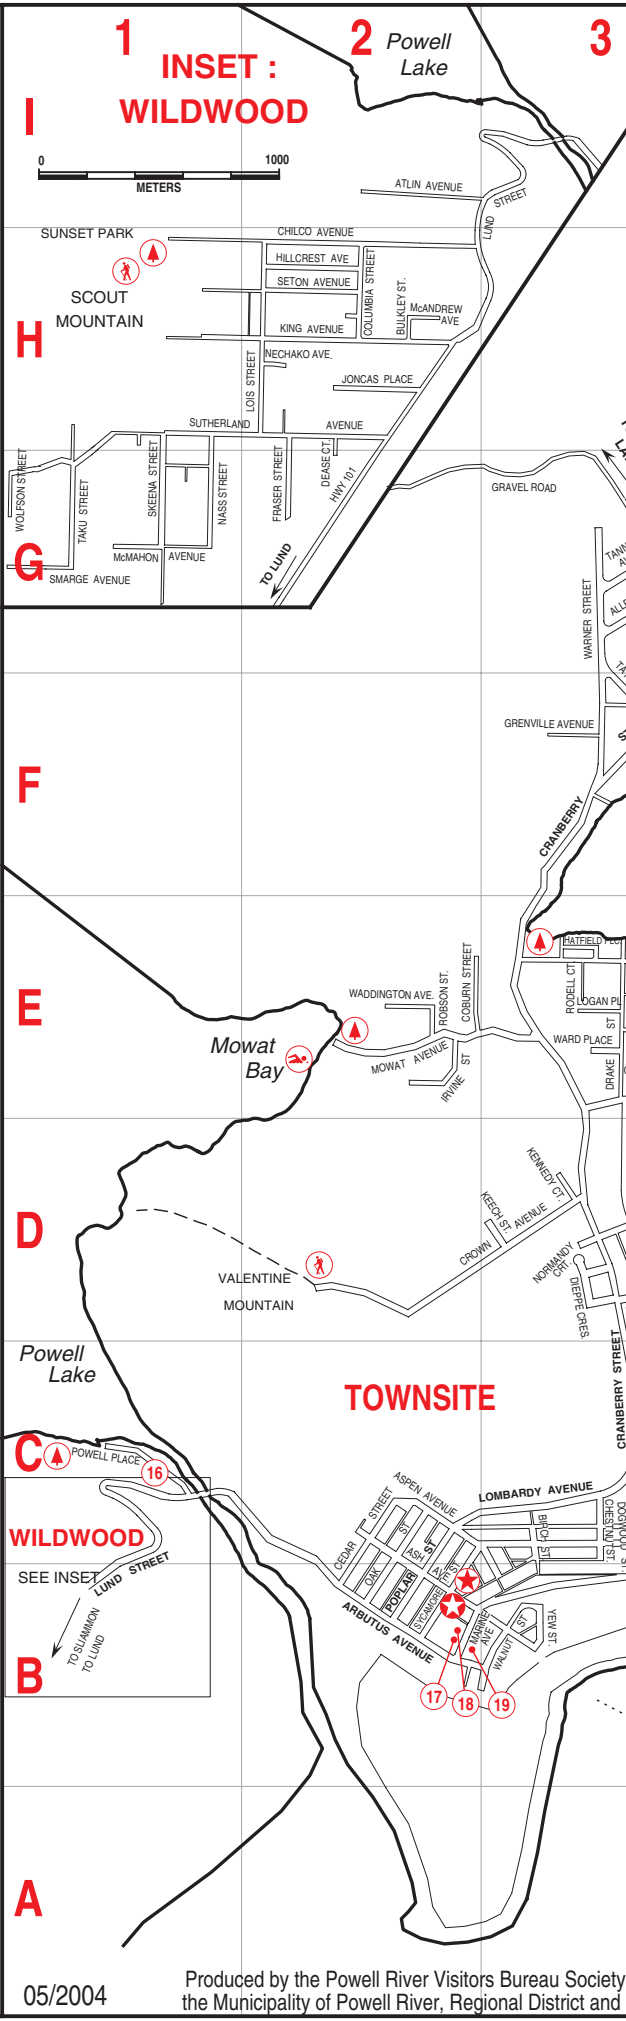 1
2
3
INSET :
WILDWOOD
Powell
Lake
I
0
1000
METERS
ATLIN AVENUE
LUND STREET
SUNSET PARK
CHILCO AVENUE
HILLCREST AVE
SETON AVENUE
COLUMBIA STREET
BULKLEY ST.
McANDREW
AVE
SCOUT
MOUNTAIN
H
KING AVENUE
LOIS STREET
NECHAKO AVE.
JONCAS PLACE
SUTHERLAND AVENUE
WOLFSON STREET
TAKU STREET
SKEENA STREET
NASS STREET
FRASER STREET
DEASE CT.
HWY 101
GRAVEL ROAD
G
McMAHON AVENUE
SMARGE AVENUE
TO LUND
WARNER STREET
GRENVILLE AVENUE
F
CRANBERRY
HATFIELD PLC.
E
WADDINGTON AVE.
ROBSON ST.
COBURN STREET
RODELL CT.
LOGAN PL
ST
WARD PLACE
DRAKE
Mowat
Bay
MOWAT AVENUE
IRVINE ST
KENNEDY CT.
KEECH ST.
D
CROWN AVENUE
NORMANDY
CRT.
DIEPPE CRES.
VALENTINE
MOUNTAIN
CRANBERRY STREET
Powell
Lake
TOWNSITE
C
POWELL PLACE
16
ASPEN AVENUE
LOMBARDY AVENUE
WILDWOOD
SEE INSET
LUND STREET
CEDAR STREET
OAK ST
ASH AVE
POPLAR ST
SYCAMORE ST
BIRCH ST.
CHESTNUT ST.
DOGWOOD ST.
ARBUTUS AVENUE
MARINE
AVE
WALNUT ST
YEW ST.
TO SLIAMMON
TO LUND
B
17
18
19
A
05/2004
Produced by the Powell River Visitors Bureau Society
the Municipality of Powell River, Regional District and